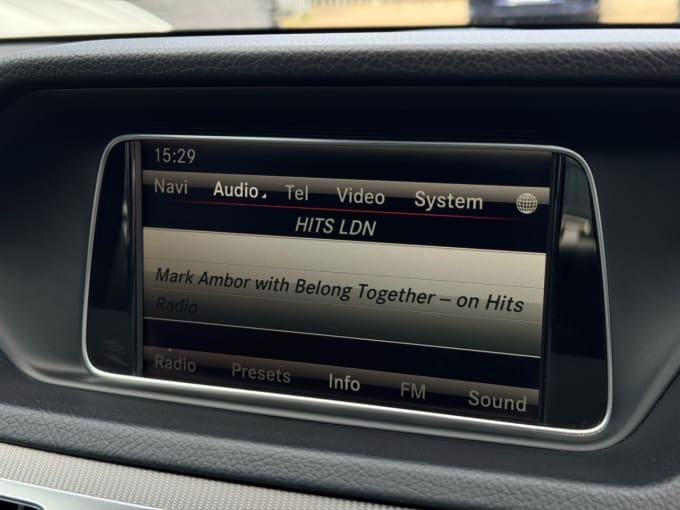 15:29
Navi Audio Tel Video System
HITS LDN
Mark Ambor with Belong Together – on Hits
Radio
Radio Presets Info FM Sound